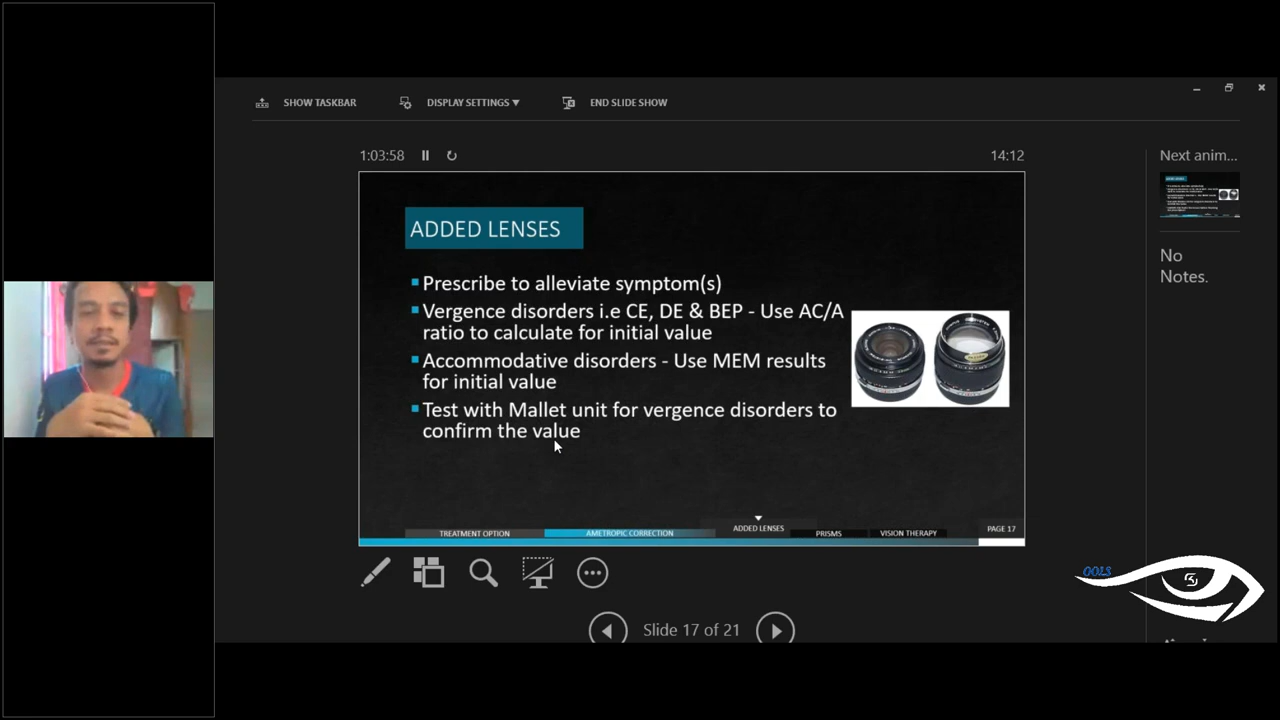 SHOW TASKBAR
DISPLAY SETTINGS ▼
END SLIDE SHOW
1:03:58
14:12
Next anim...
ADDED LENSES
Prescribe to alleviate symptom(s)
Vergence disorders i.e CE, DE & BEP - Use AC/A
ratio to calculate for initial value
Accommodative disorders - Use MEM results
for initial value
Test with Mallet unit for vergence disorders to
confirm the value
No
Notes.
TREATMENT OPTION
AMETROPIC CORRECTION
ADDED LENSES
PRISMS
VISION THERAPY
PAGE 17
OOLS
Slide 17 of 21